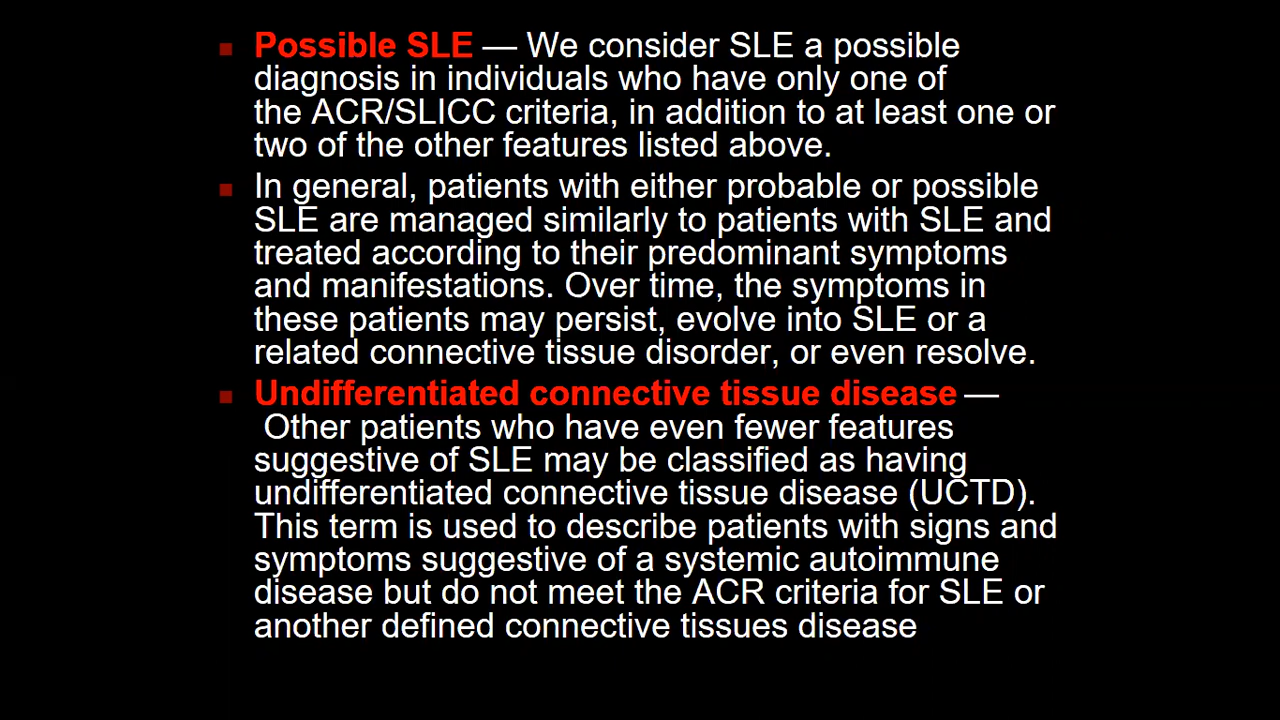 Possible SLE — We consider SLE a possible
diagnosis in individuals who have only one of
the ACR/SLICC criteria, in addition to at least one or
two of the other features listed above.
In general, patients with either probable or possible
SLE are managed similarly to patients with SLE and
treated according to their predominant symptoms
and manifestations. Over time, the symptoms in
these patients may persist, evolve into SLE or a
related connective tissue disorder, or even resolve.
Undifferentiated connective tissue disease —
Other patients who have even fewer features
suggestive of SLE may be classified as having
undifferentiated connective tissue disease (UCTD).
This term is used to describe patients with signs and
symptoms suggestive of a systemic autoimmune
disease but do not meet the ACR criteria for SLE or
another defined connective tissues disease